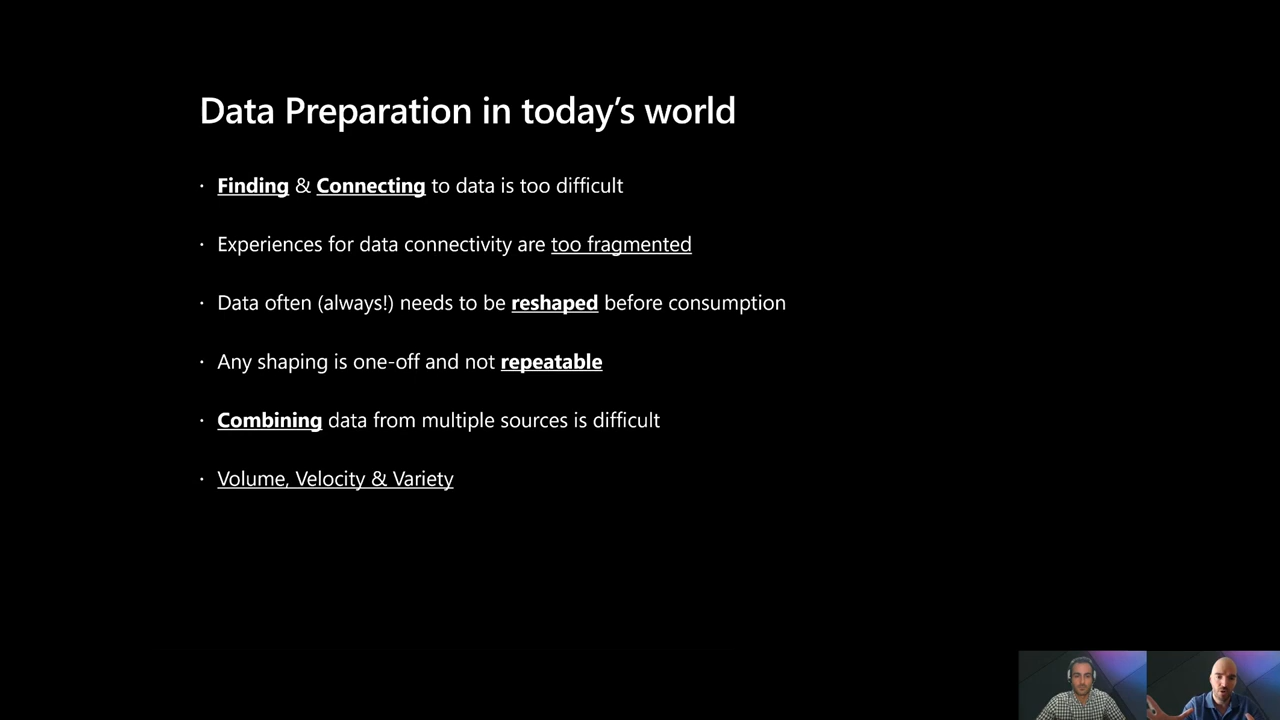 Data Preparation in today’s world
· Finding & Connecting to data is too difficult
· Experiences for data connectivity are too fragmented
· Data often (always!) needs to be reshaped before consumption
· Any shaping is one-off and not repeatable
· Combining data from multiple sources is difficult
· Volume, Velocity & Variety